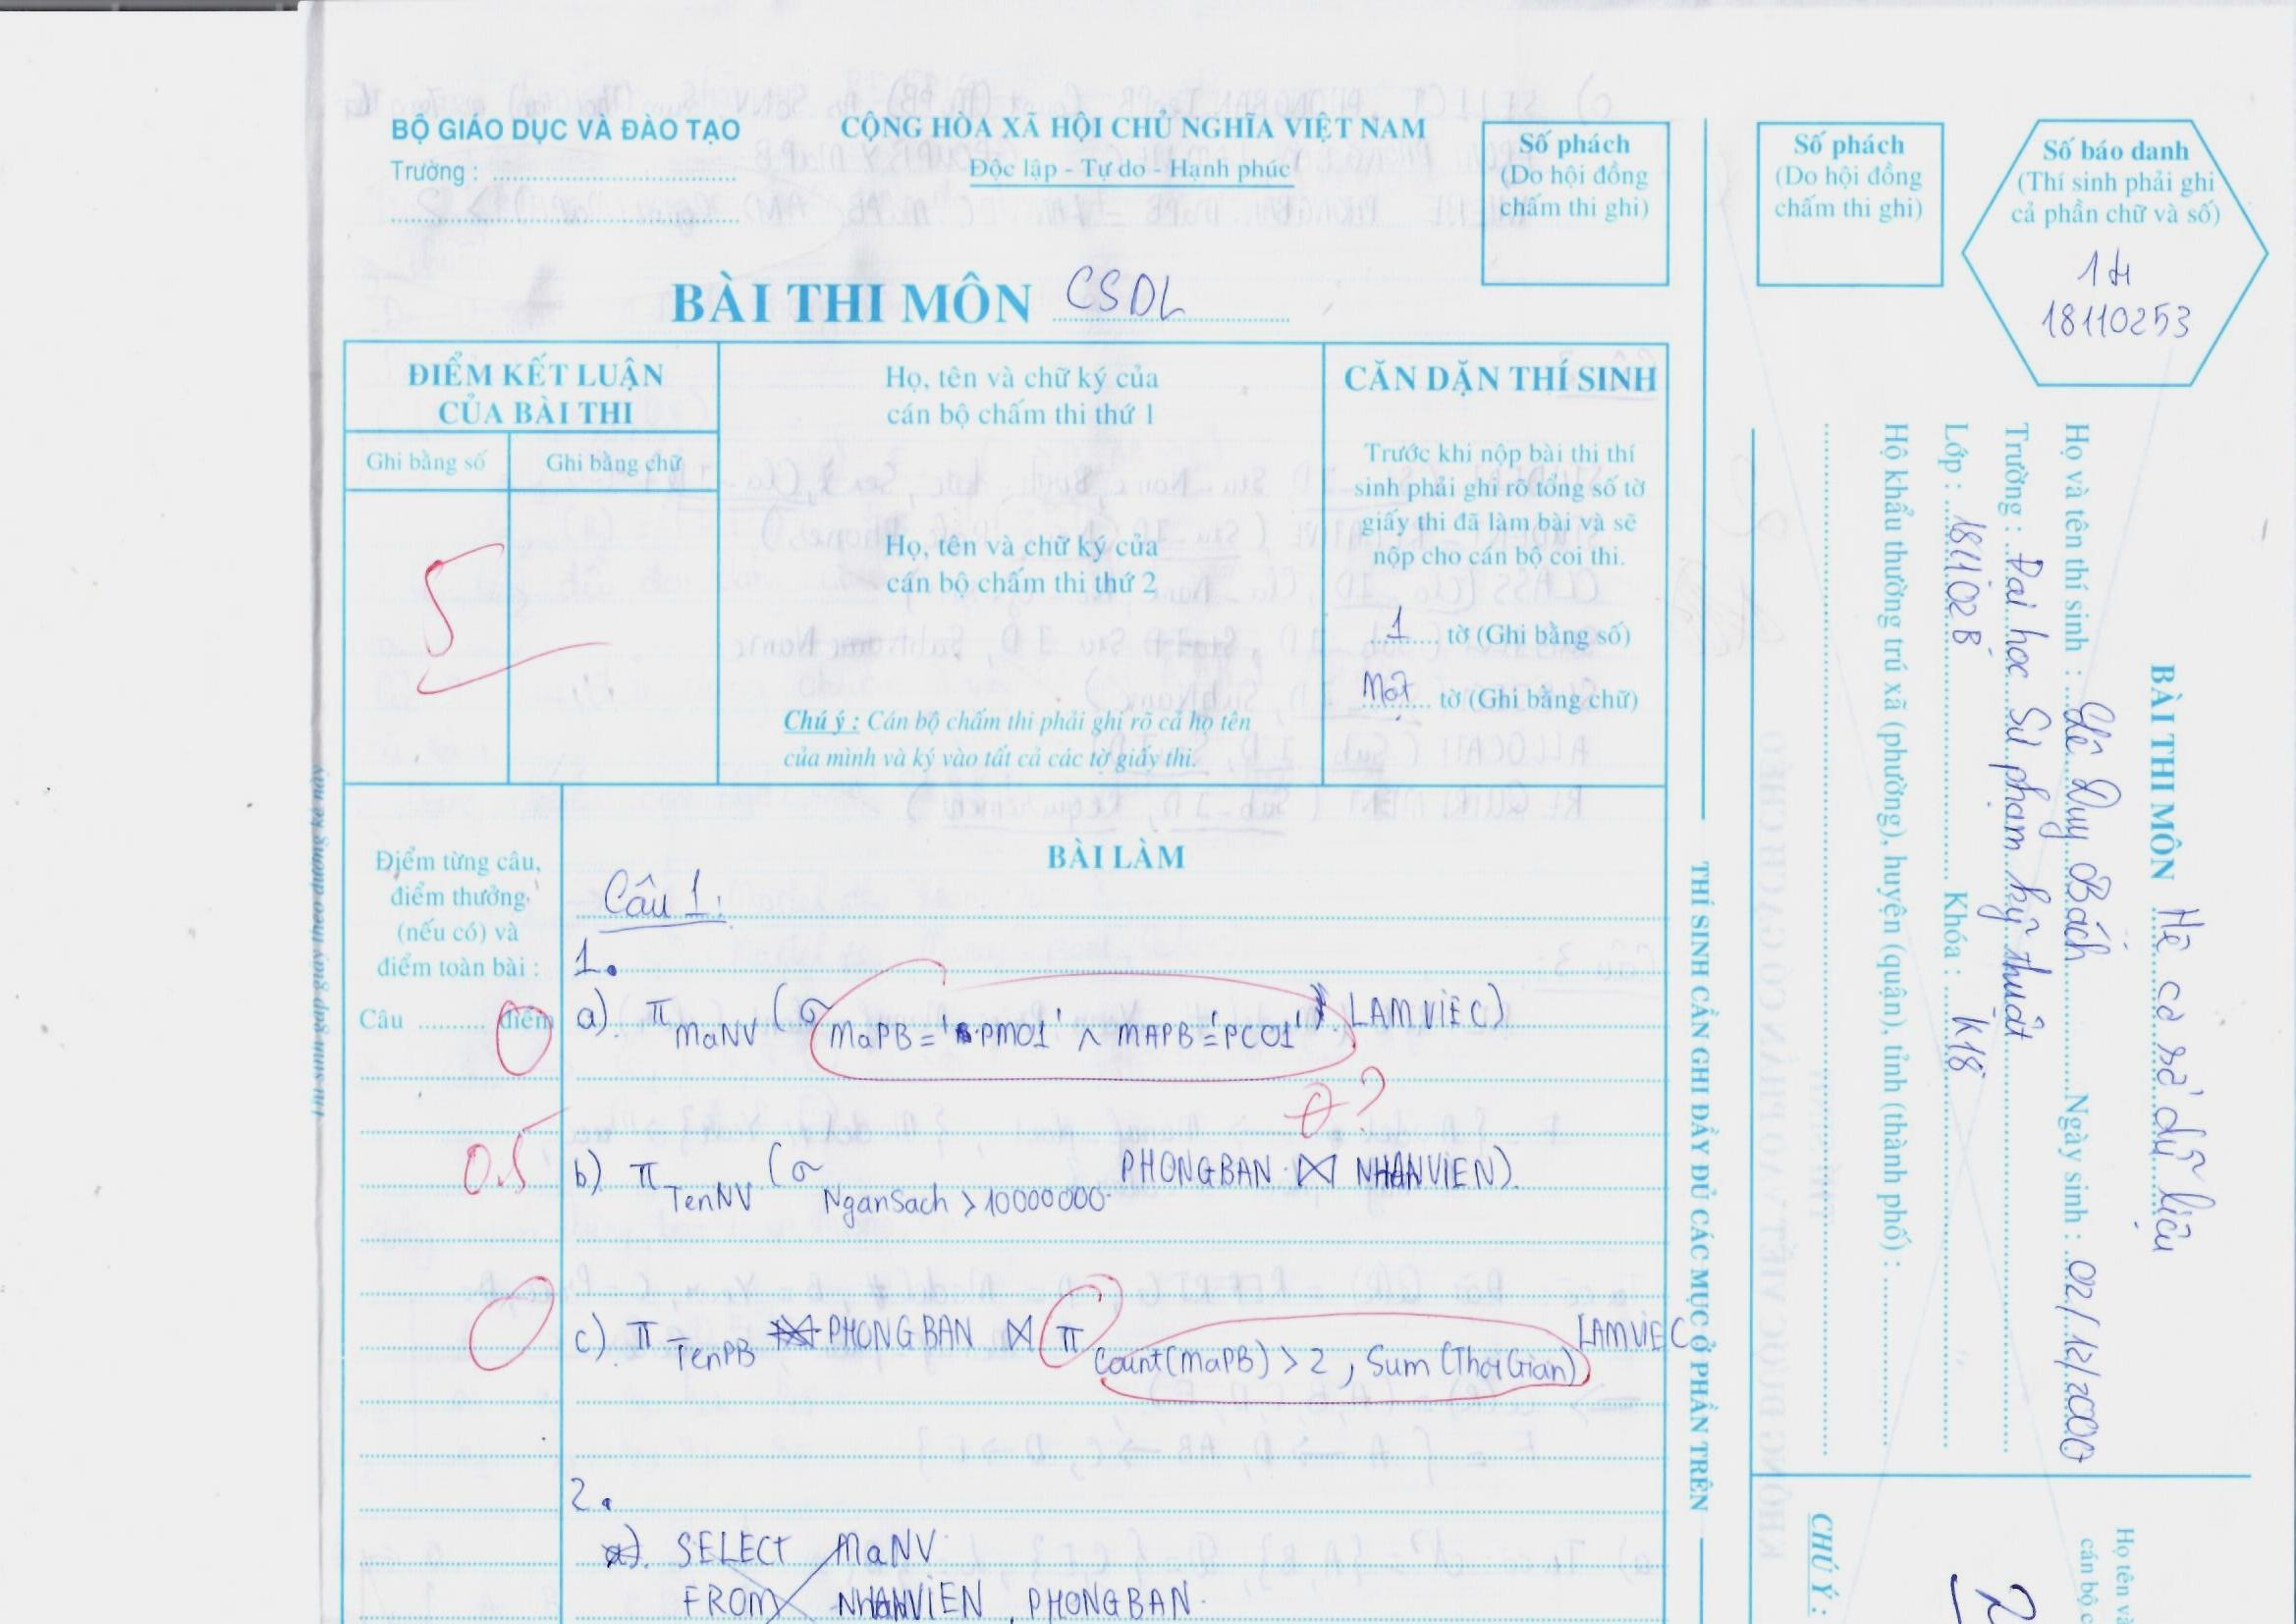 BỘ GIÁO DỤC VÀ ĐÀO TẠO
Trường : ..............................
CỘNG HÒA XÃ HỘI CHỦ NGHĨA VIỆT NAM
Độc lập - Tự do - Hạnh phúc
Số phách
(Do hội đồng
chấm thi ghi)
BÀI THI MÔN CSDL
ĐIỂM KẾT LUẬN
CỦA BÀI THI
Ghi bằng số
Ghi bằng chữ
5
Họ, tên và chữ ký của
cán bộ chấm thi thứ 1
Họ, tên và chữ ký của
cán bộ chấm thi thứ 2
Chú ý : Cán bộ chấm thi phải ghi rõ cả họ tên
của mình và ký vào tất cả các tờ giấy thi.
CĂN DẶN THÍ SINH
Trước khi nộp bài thi thí
sinh phải ghi rõ tổng số tờ
giấy thi đã làm bài và sẽ
nộp cho cán bộ coi thi.
1 tờ (Ghi bằng số)
Một tờ (Ghi bằng chữ)
Điểm từng câu,
điểm thưởng
(nếu có) và
điểm toàn bài :
Câu .......... điểm
0
0.5
0
BÀI LÀM
Câu 1:
1.
a). π MaNV (σ MaPB = 'PM01' ∧ MAPB = 'PC01' LAMVIEC)
?
b) π TenNV (σ NganSach > 10000000 PHONGBAN ⋈ NHANVIEN).
c). π TenPB PHONGBAN ⋈ π Count(MaPB) > 2 , Sum (ThoiGian) LAMVIEC
2.
a). SELECT MaNV
FROM NHANVIEN , PHONGBAN
THÍ SINH CẦN GHI ĐẦY ĐỦ CÁC MỤC Ở PHẦN TRÊN
Số phách
(Do hội đồng
chấm thi ghi)
Số báo danh
(Thí sinh phải ghi
cả phần chữ và số)
18110253
BÀI THI MÔN Hệ cơ sở dữ liệu
Họ và tên thí sinh : Lê Duy Bách Ngày sinh : 02/12/2000
Trường : Đại học Sư phạm kỹ thuật
Lớp : 181102B Khóa : K18
Hộ khẩu thường trú xã (phường), huyện (quận), tỉnh (thành phố) :
CHÚ Ý :
Họ tên và
cán bộ c